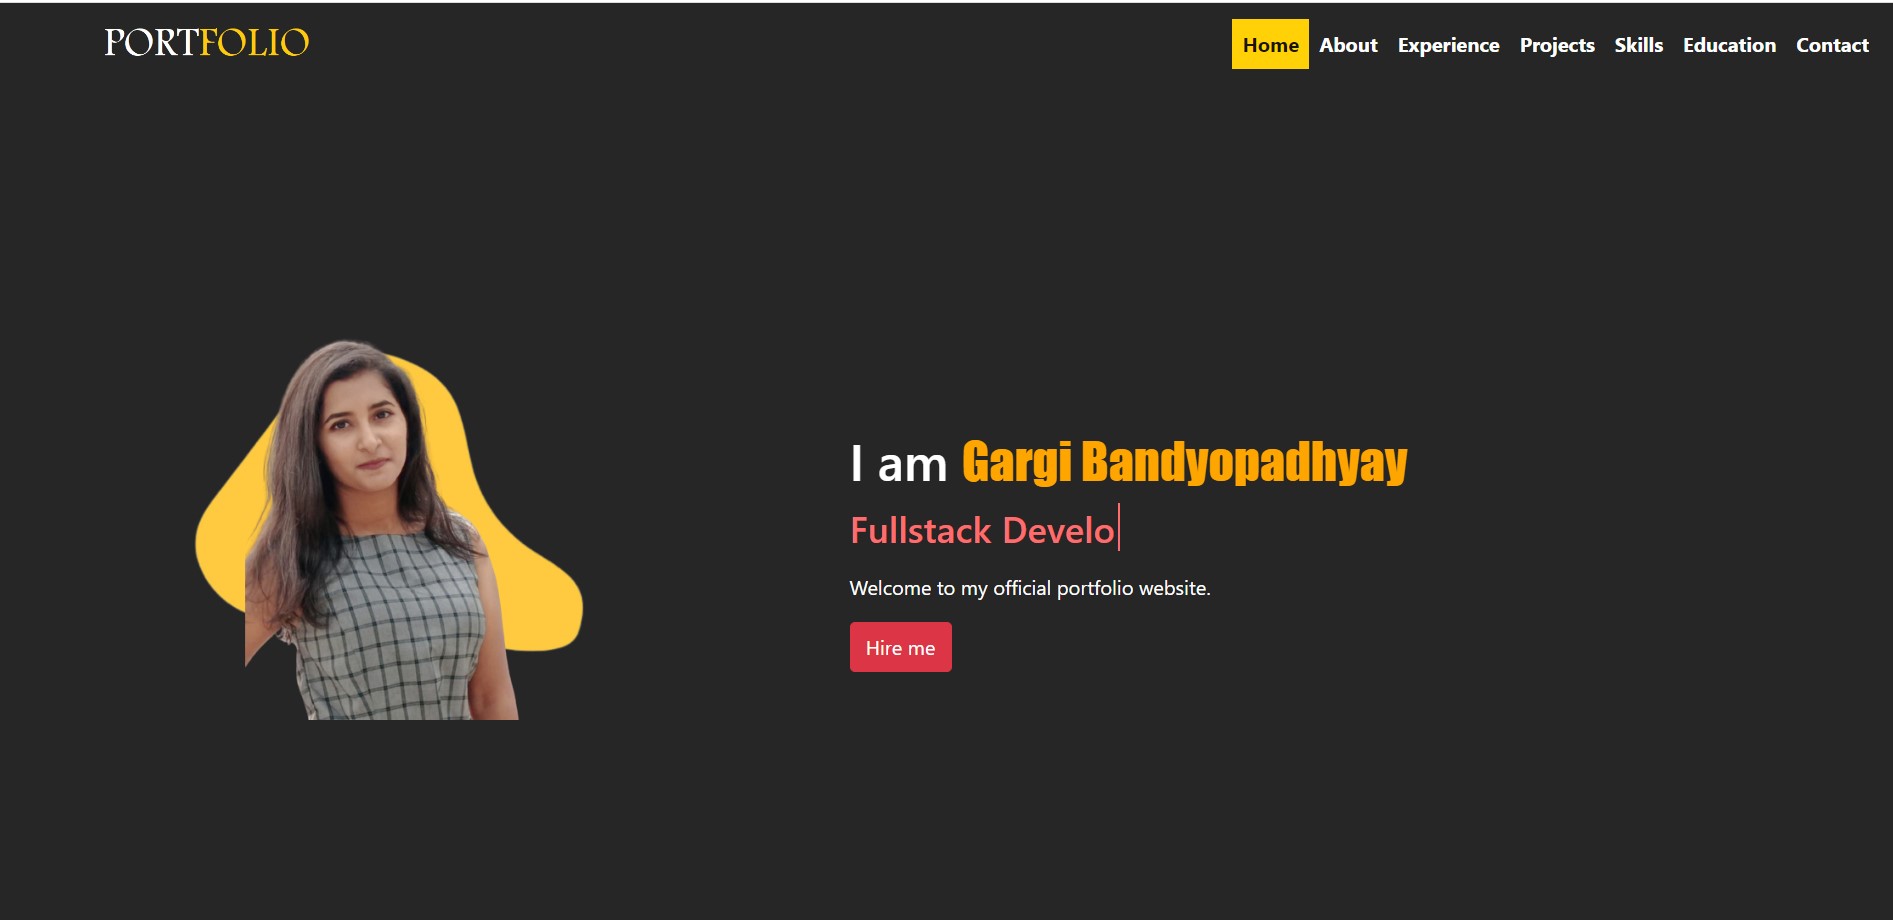 PORTFOLIO
Home About Experience Projects Skills Education Contact
I am Gargi Bandyopadhyay
Fullstack Develo
Welcome to my official portfolio website.
Hire me